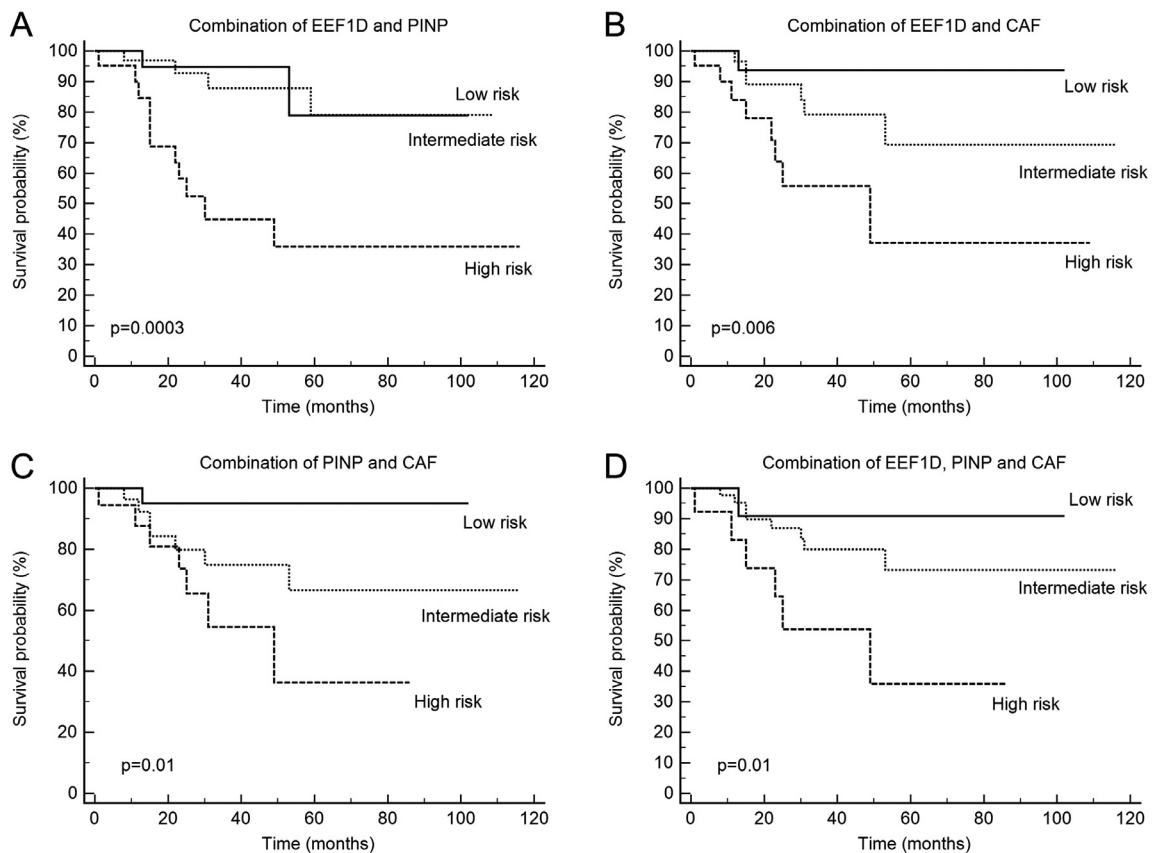 A
Combination of EEF1D and PINP
Survival probability (%)
100
90
80
70
60
50
40
30
20
10
0
Low risk
Intermediate risk
High risk
p=0.0003
0 20 40 60 80 100 120
Time (months)
B
Combination of EEF1D and CAF
Survival probability (%)
100
90
80
70
60
50
40
30
20
10
0
Low risk
Intermediate risk
High risk
p=0.006
0 20 40 60 80 100 120
Time (months)
C
Combination of PINP and CAF
Survival probability (%)
100
80
60
40
20
0
Low risk
Intermediate risk
High risk
p=0.01
0 20 40 60 80 100 120
Time (months)
D
Combination of EEF1D, PINP and CAF
Survival probability (%)
100
90
80
70
60
50
40
30
20
10
0
Low risk
Intermediate risk
High risk
p=0.01
0 20 40 60 80 100 120
Time (months)